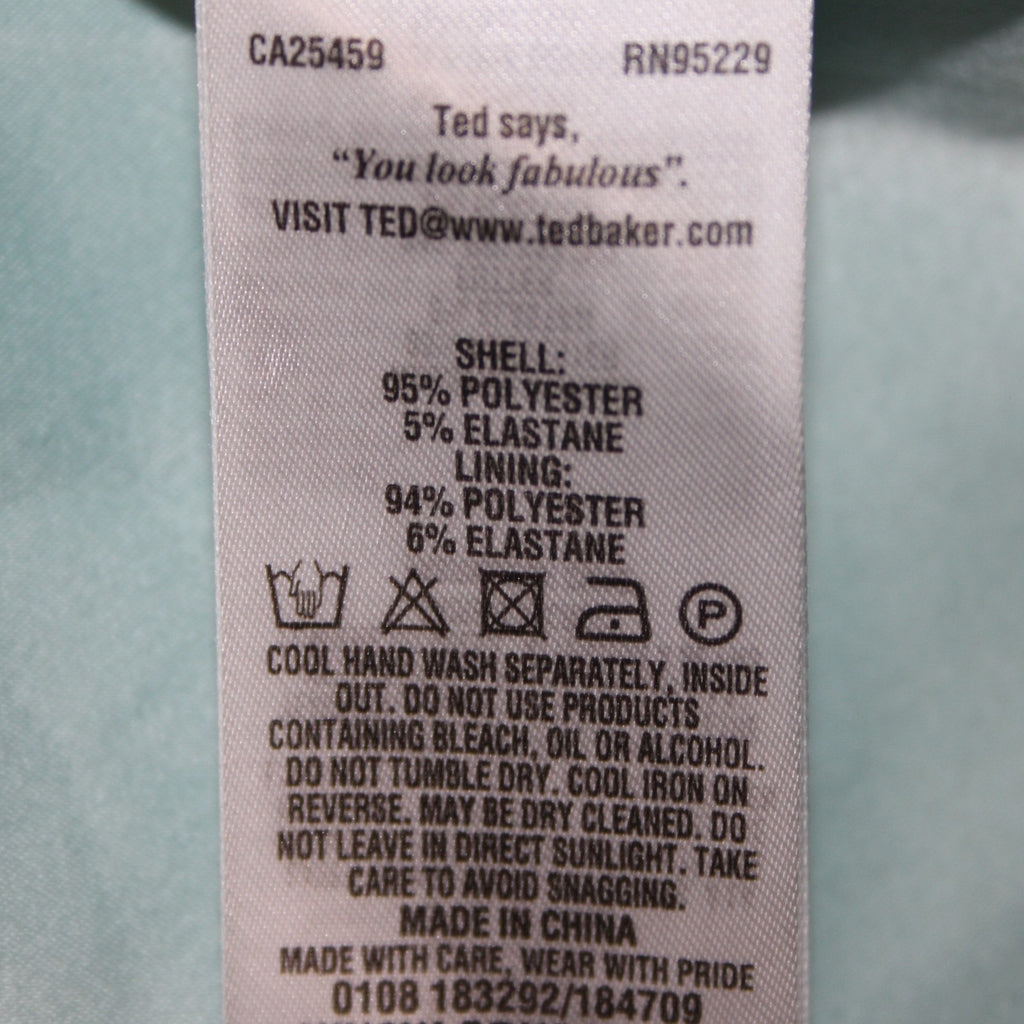 CA25459 RN95229
Ted says,
“You look fabulous”.
VISIT TED@www.tedbaker.com
SHELL:
95% POLYESTER
5% ELASTANE
LINING:
94% POLYESTER
6% ELASTANE
P
COOL HAND WASH SEPARATELY, INSIDE
OUT. DO NOT USE PRODUCTS
CONTAINING BLEACH, OIL OR ALCOHOL.
DO NOT TUMBLE DRY. COOL IRON ON
REVERSE. MAY BE DRY CLEANED. DO
NOT LEAVE IN DIRECT SUNLIGHT. TAKE
CARE TO AVOID SNAGGING.
MADE IN CHINA
MADE WITH CARE, WEAR WITH PRIDE
0108 183292/184709